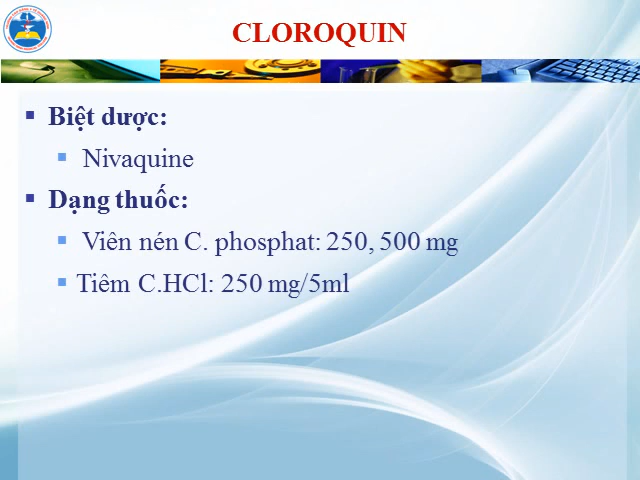 CLOROQUIN
Biệt dược:
Nivaquine
Dạng thuốc:
Viên nén C. phosphat: 250, 500 mg
Tiêm C.HCl: 250 mg/5ml